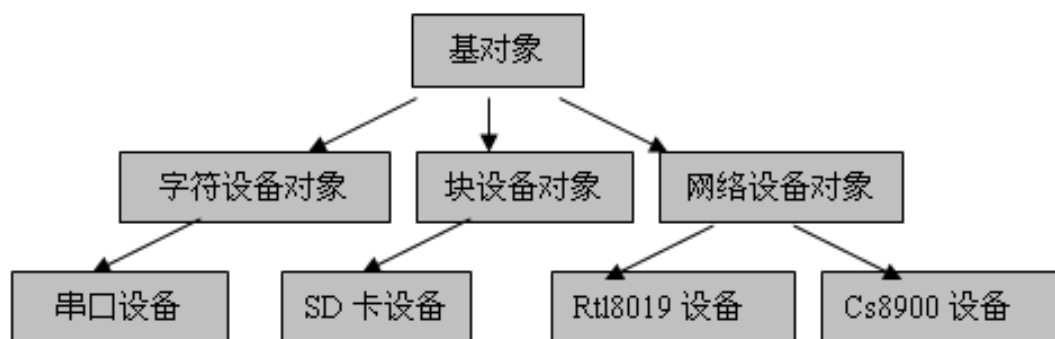 基对象
字符设备对象
块设备对象
网络设备对象
串口设备
SD 卡设备
Rtl8019 设备
Cs8900 设备